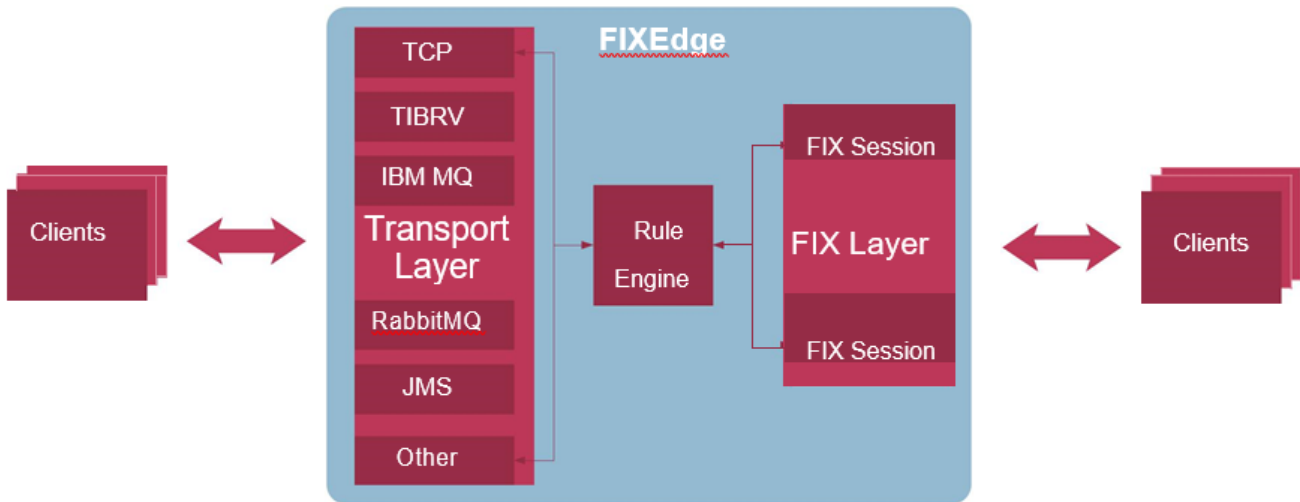 FIXEdge
Clients
TCP
TIBRV
IBM MQ
Transport
Layer
RabbitMQ
JMS
Other
Rule
Engine
FIX Session
FIX Layer
FIX Session
Clients